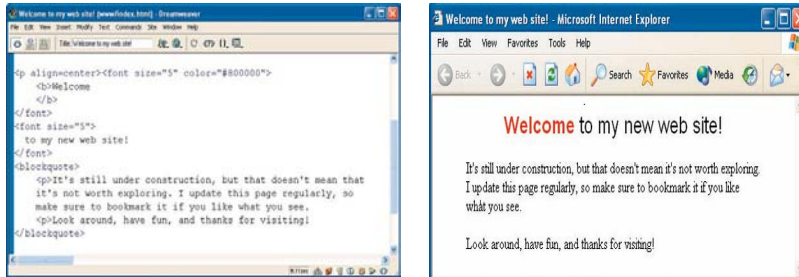 Welcome to my web site! (www/index.html) - Dreamweaver
File Edit View Insert Modify Text Commands Site Window Help
Title: Welcome to my web site!
<p align=center><font size="5" color="#800000">
<b>Welcome
</b>
</font>
<font size="5">
to my new web site!
</font>
<blockquote>
<p>It's still under construction, but that doesn't mean that
it's not worth exploring. I update this page regularly, so
make sure to bookmark it if you like what you see.
<p>Look around, have fun, and thanks for visiting!
</blockquote>
Welcome to my web site! - Microsoft Internet Explorer
File Edit View Favorites Tools Help
Back Search Favorites Media
Welcome to my new web site!
It's still under construction, but that doesn't mean it's not worth exploring.
I update this page regularly, so make sure to bookmark it if you like
what you see.
Look around, have fun, and thanks for visiting!